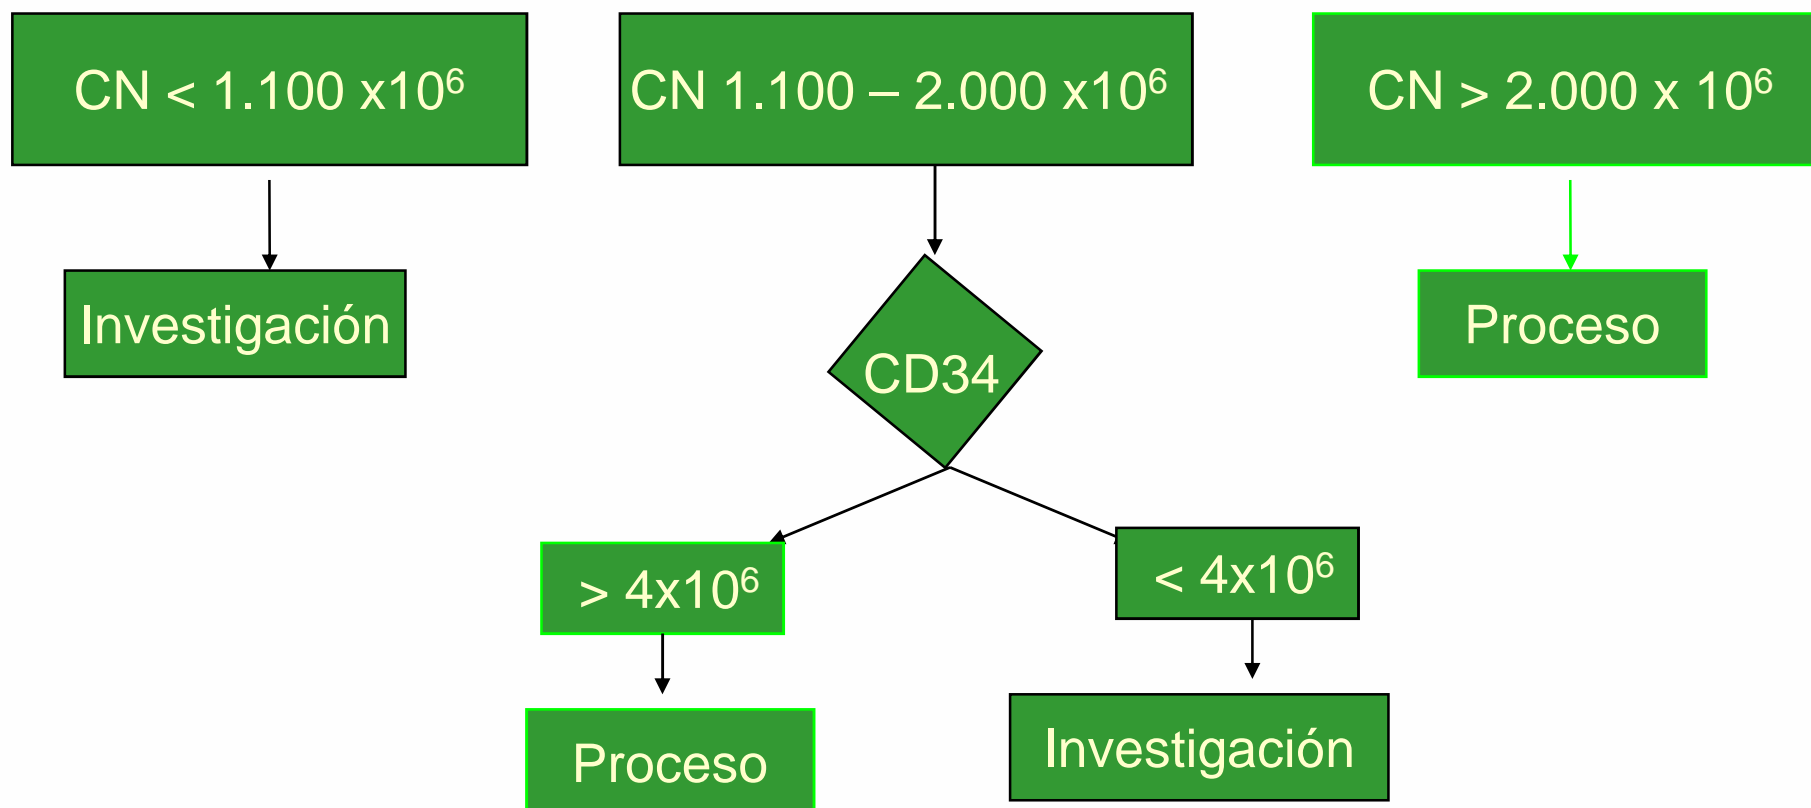 CN < 1.100 x10⁶
CN 1.100 – 2.000 x10⁶
CN > 2.000 x 10⁶
Investigación
Proceso
CD34
> 4x10⁶
< 4x10⁶
Proceso
Investigación